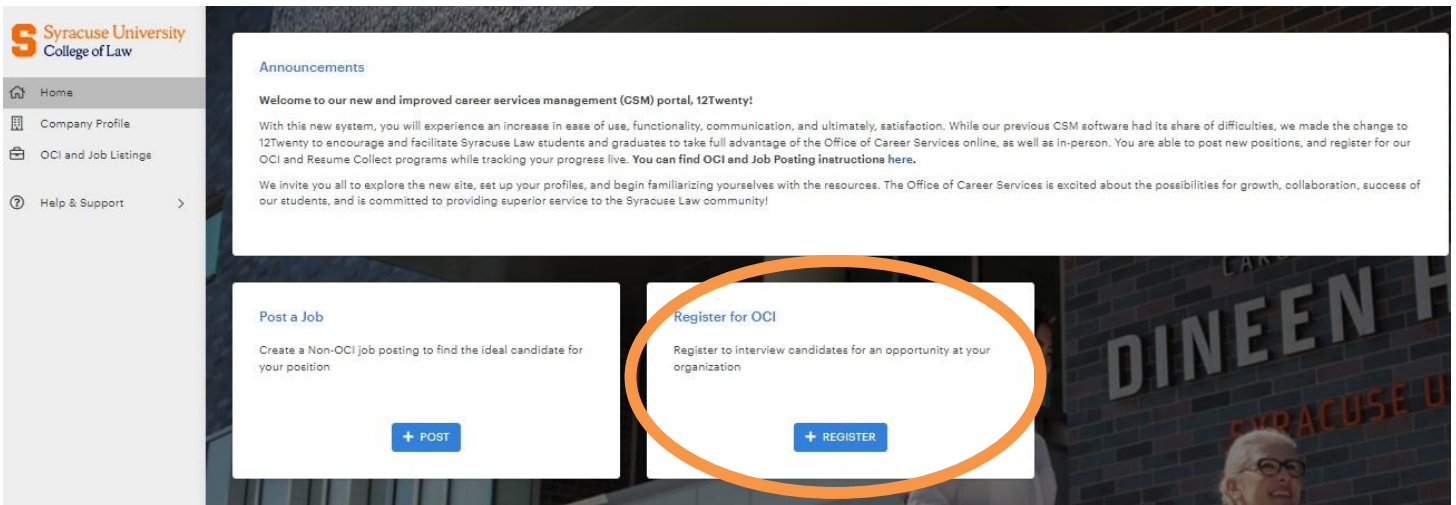 Syracuse University
College of Law
Home
Company Profile
OCI and Job Listings
Help & Support
Announcements
Welcome to our new and improved career services management (CSM) portal, 12Twenty!
With this new system, you will experience an increase in ease of use, functionality, communication, and ultimately, satisfaction. While our previous CSM software had its share of difficulties, we made the change to
12Twenty to encourage and facilitate Syracuse Law students and graduates to take full advantage of the Office of Career Services online, as well as in-person. You are able to post new positions, and register for our
OCI and Resume Collect programs while tracking your progress live. You can find OCI and Job Posting instructions here.
We invite you all to explore the new site, set up your profiles, and begin familiarizing yourselves with the resources. The Office of Career Services is excited about the possibilities for growth, collaboration, success of
our students, and is committed to providing superior service to the Syracuse Law community!
Post a Job
Create a Non-OCI job posting to find the ideal candidate for
your position
+ POST
Register for OCI
Register to interview candidates for an opportunity at your
organization
+ REGISTER
DINEEN H
SYRACUSE U